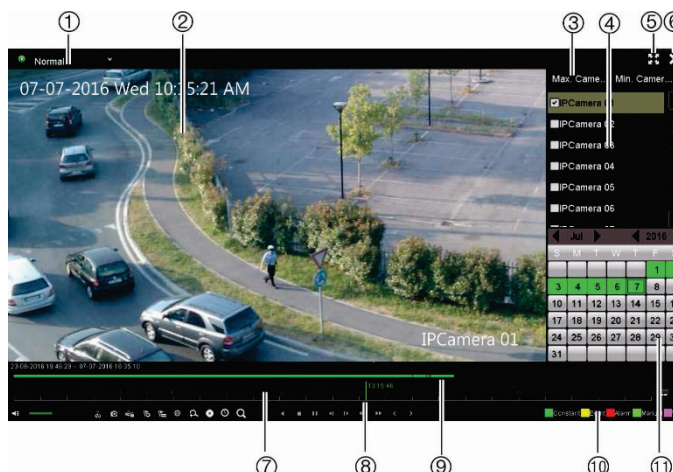 ① ② ③ ④ ⑤ ⑥
Normal
Max. Came... Min. Camer...
07-07-2016 Wed 10:15:21 AM
IPCamera 01
IPCamera 02
IPCamera 03
IPCamera 04
IPCamera 05
IPCamera 06
Jul 2016
S M T W T F
1
3 4 5 6 7 8
10 11 12 13 14 15
17 18 19 20 21 22
24 25 26 27 28 29
31
IPCamera 01
23-06-2016 19:49:29 -- 07-07-2016 16:35:10
Constant Event Alarm Manual
⑦ ⑧ ⑨ ⑩ ⑪